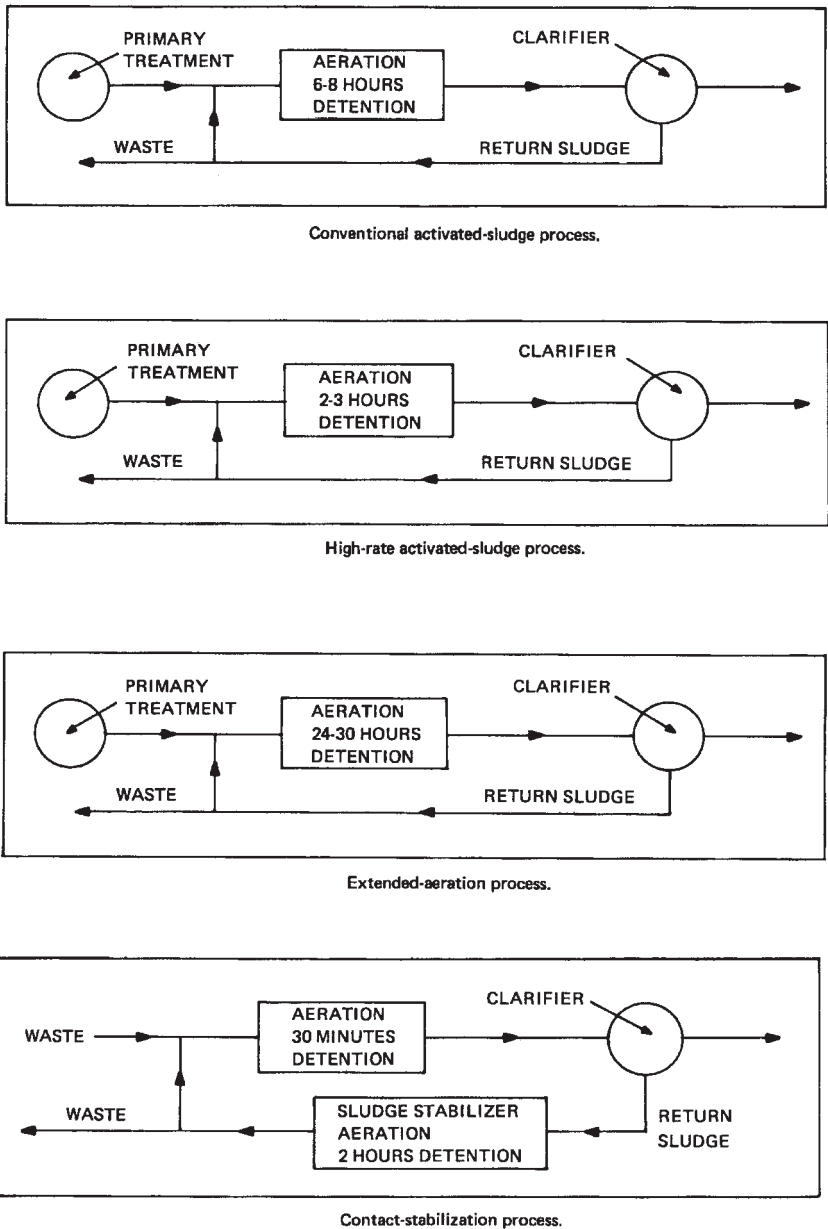 PRIMARY
TREATMENT
AERATION
6-8 HOURS
DETENTION
CLARIFIER
WASTE
RETURN SLUDGE
Conventional activated-sludge process.
PRIMARY
TREATMENT
AERATION
2-3 HOURS
DETENTION
CLARIFIER
WASTE
RETURN SLUDGE
High-rate activated-sludge process.
PRIMARY
TREATMENT
AERATION
24-30 HOURS
DETENTION
CLARIFIER
WASTE
RETURN SLUDGE
Extended-aeration process.
WASTE
AERATION
30 MINUTES
DETENTION
CLARIFIER
WASTE
SLUDGE STABILIZER
AERATION
2 HOURS DETENTION
RETURN
SLUDGE
Contact-stabilization process.